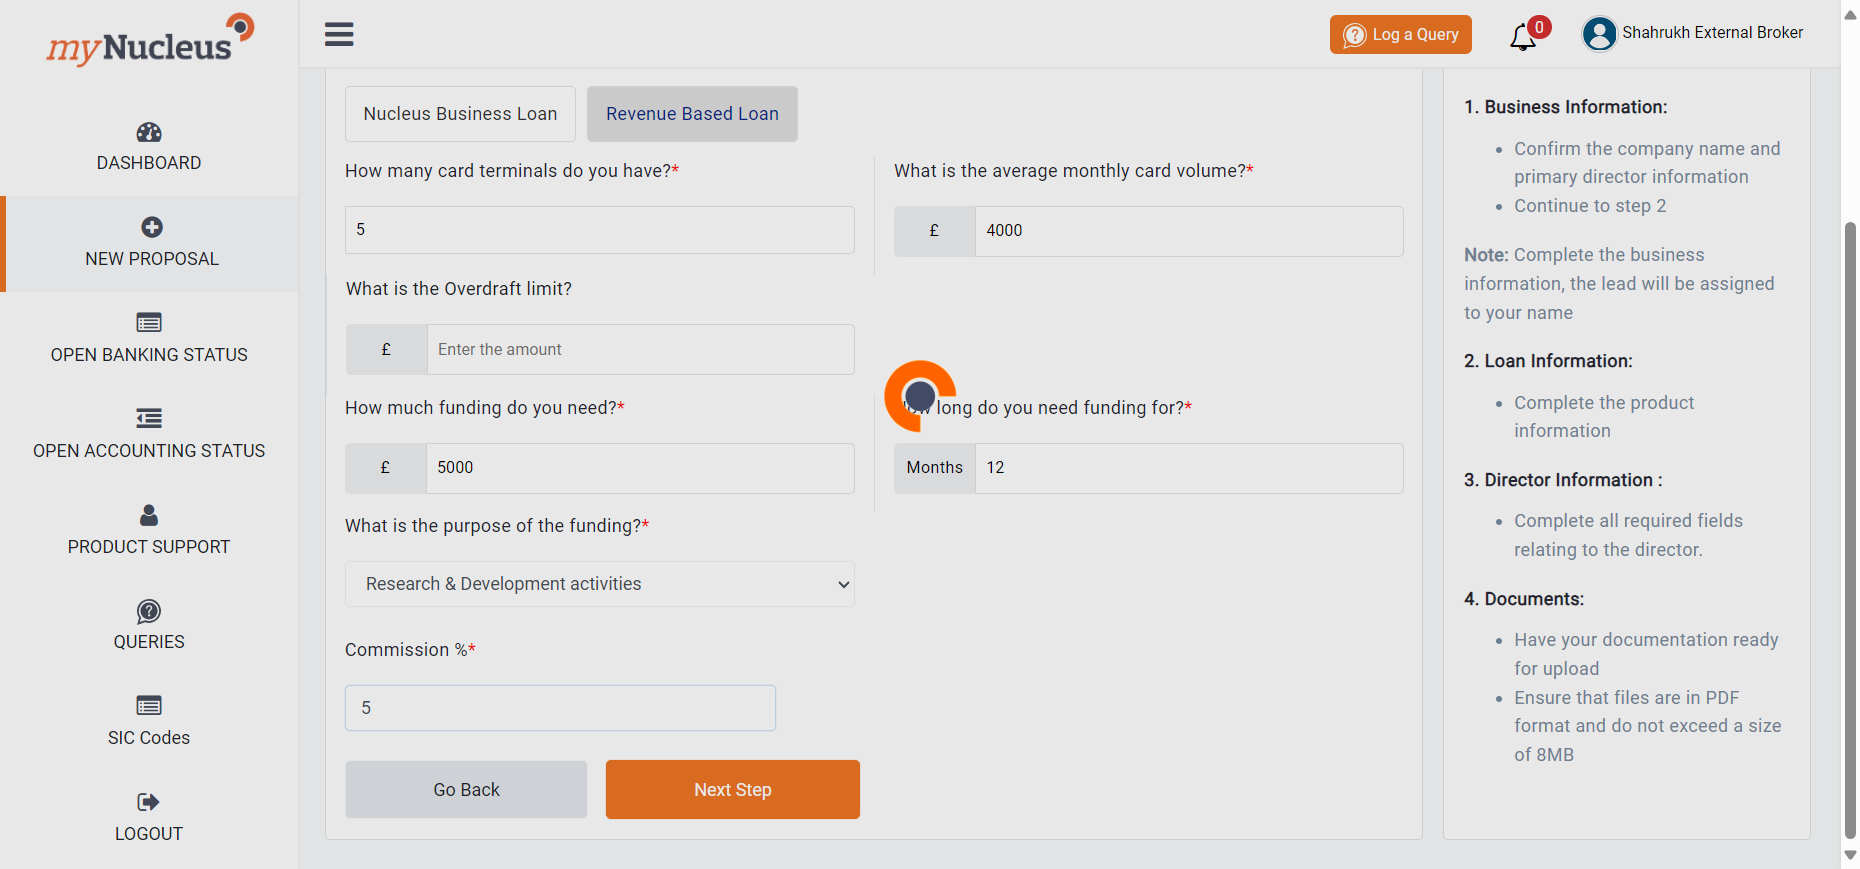 myNucleus
Log a Query
0
Shahrukh External Broker
DASHBOARD
NEW PROPOSAL
OPEN BANKING STATUS
OPEN ACCOUNTING STATUS
PRODUCT SUPPORT
QUERIES
SIC Codes
LOGOUT
Nucleus Business Loan
Revenue Based Loan
How many card terminals do you have?*
5
What is the average monthly card volume?*
£ 4000
What is the Overdraft limit?
£ Enter the amount
How much funding do you need?*
£ 5000
long do you need funding for?*
Months 12
What is the purpose of the funding?*
Research & Development activities
Commission %*
5
Go Back
Next Step
1. Business Information:
• Confirm the company name and
primary director information
• Continue to step 2
Note: Complete the business
information, the lead will be assigned
to your name
2. Loan Information:
• Complete the product
information
3. Director Information :
• Complete all required fields
relating to the director.
4. Documents:
• Have your documentation ready
for upload
• Ensure that files are in PDF
format and do not exceed a size
of 8MB